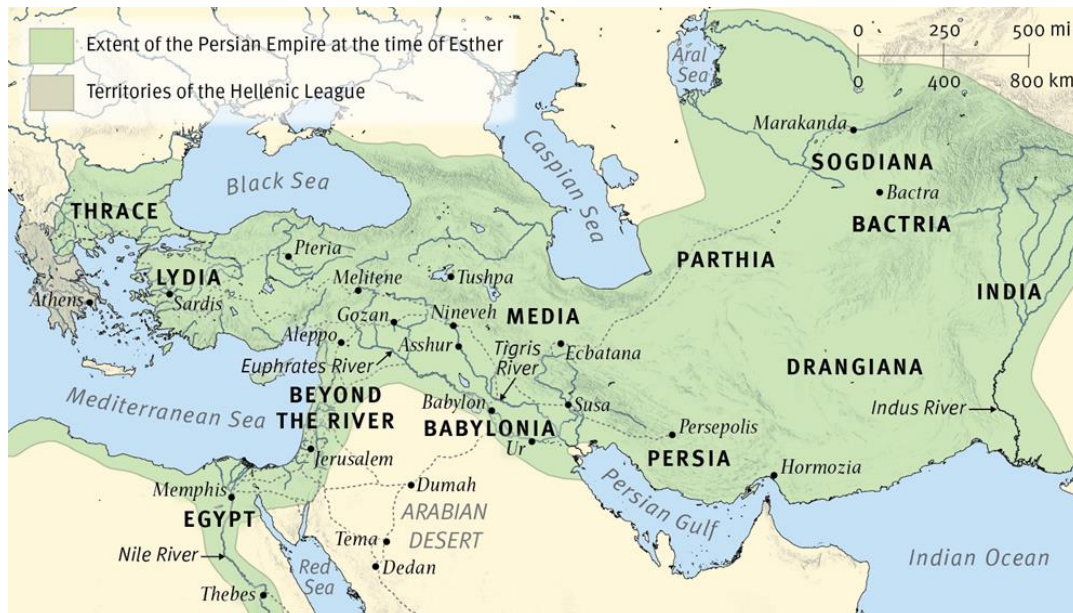 Extent of the Persian Empire at the time of Esther
Territories of the Hellenic League
0 250 500 mi
0 400 800 km
Aral
Sea
Marakanda
SOGDIANA
Bactra
BACTRIA
Caspian Sea
Black Sea
THRACE
Pteria
PARTHIA
LYDIA
Melitene
Tushpa
INDIA
Athens
Sardis
Gozan
Nineveh
MEDIA
Aleppo
Asshur
Ecbatana
Tigris
River
Euphrates River
DRANGIANA
Mediterranean Sea
BEYOND
THE RIVER
Babylon
Susa
Indus River
BABYLONIA
Persepolis
Ur
PERSIA
Jerusalem
Hormozia
Memphis
Dumah
EGYPT
ARABIAN
DESERT
Persian Gulf
Nile River
Tema
Indian Ocean
Red
Sea
Dedan
Thebes